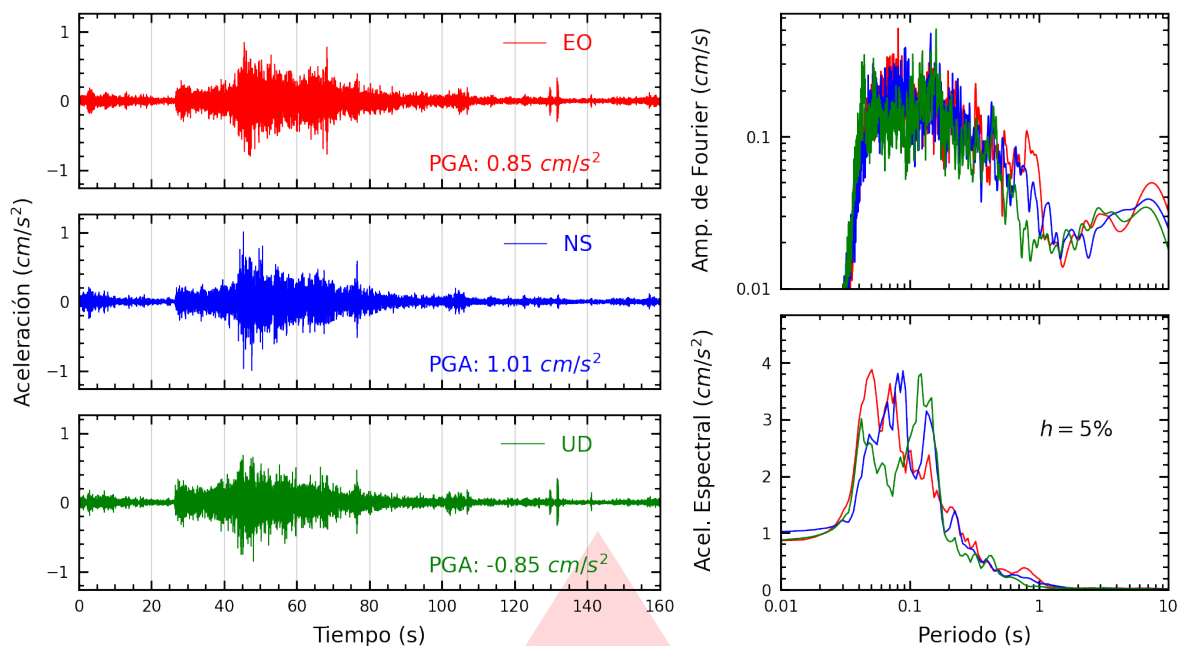 Aceleración (cm/s²)
1
0
−1
EO
PGA: 0.85 cm/s²
1
0
−1
NS
PGA: 1.01 cm/s²
1
0
−1
UD
PGA: -0.85 cm/s²
0 20 40 60 80 100 120 140 160
Tiempo (s)
Amp. de Fourier (cm/s)
0.1
0.01
Acel. Espectral (cm/s²)
4
3
2
1
0
h = 5%
0.01 0.1 1 10
Periodo (s)